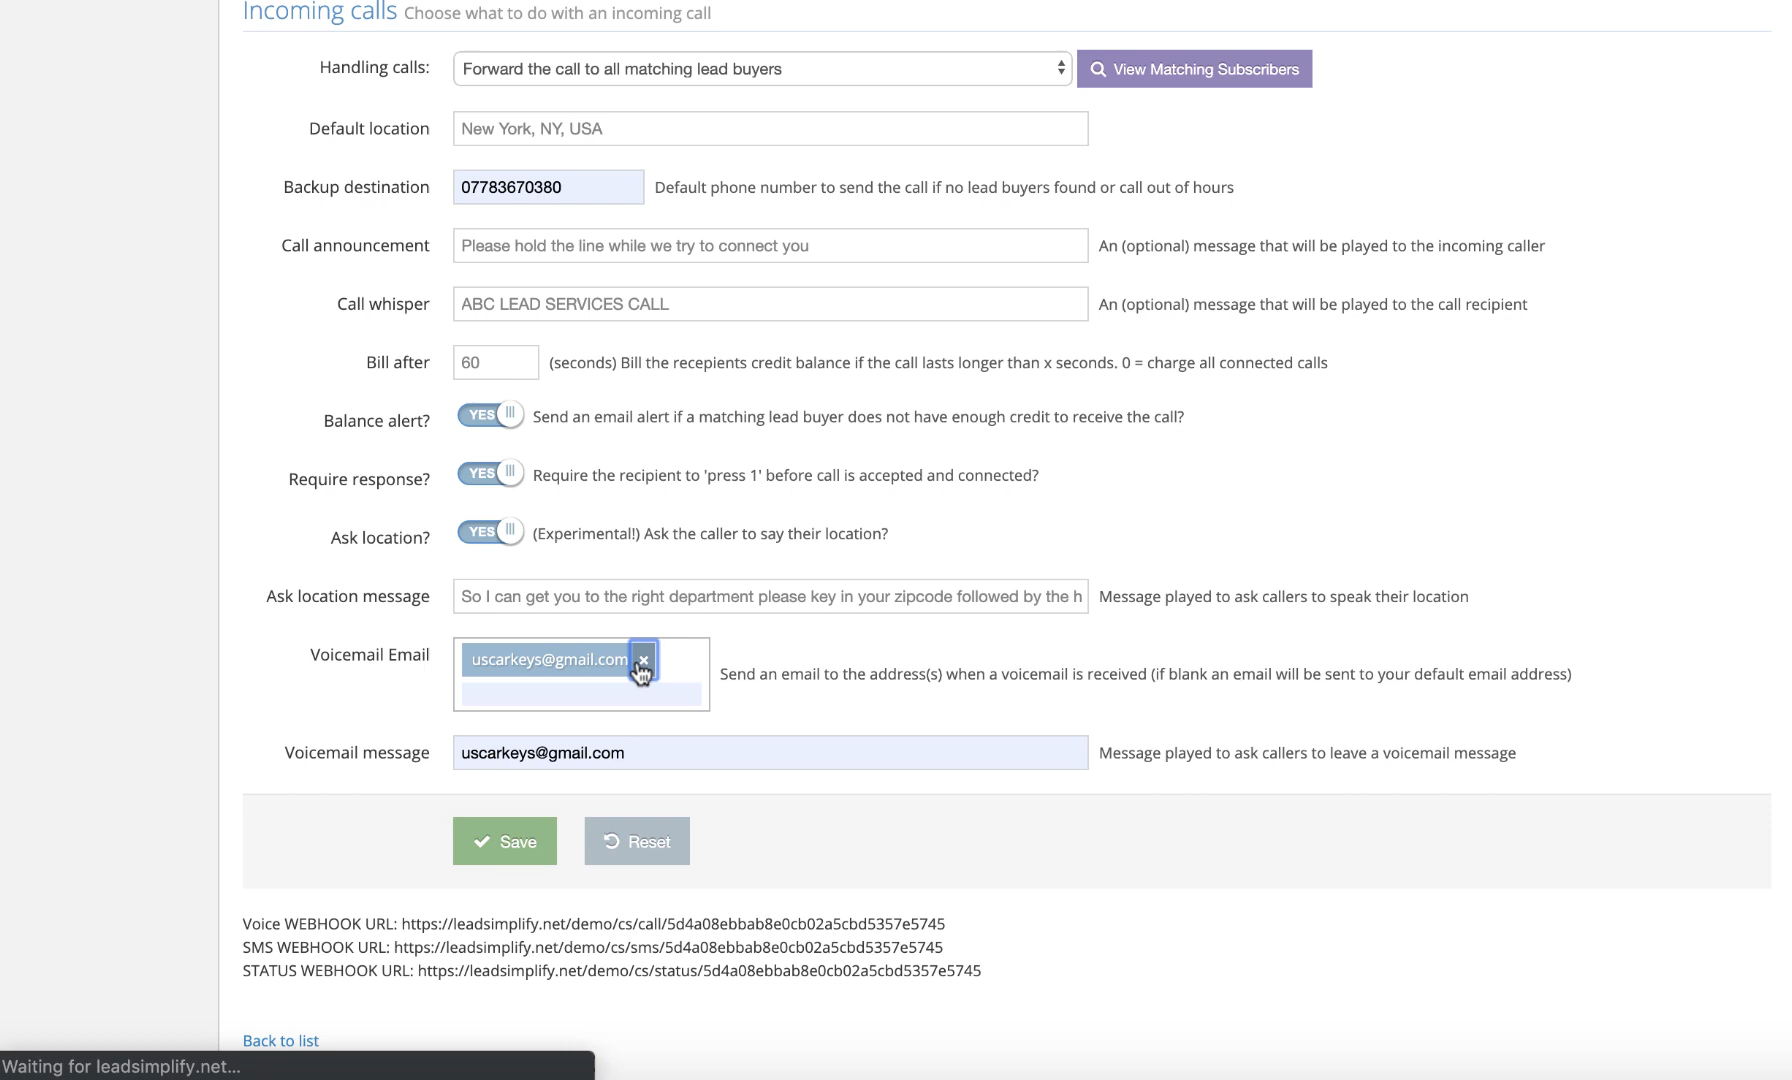 Incoming calls Choose what to do with an incoming call
Handling calls: Forward the call to all matching lead buyers View Matching Subscribers
Default location New York, NY, USA
Backup destination 07783670380 Default phone number to send the call if no lead buyers found or call out of hours
Call announcement Please hold the line while we try to connect you An (optional) message that will be played to the incoming caller
Call whisper ABC LEAD SERVICES CALL An (optional) message that will be played to the call recipient
Bill after 60 (seconds) Bill the recepients credit balance if the call lasts longer than x seconds. 0 = charge all connected calls
Balance alert? YES Send an email alert if a matching lead buyer does not have enough credit to receive the call?
Require response? YES Require the recipient to 'press 1' before call is accepted and connected?
Ask location? YES (Experimental!) Ask the caller to say their location?
Ask location message So I can get you to the right department please key in your zipcode followed by the h Message played to ask callers to speak their location
Voicemail Email uscarkeys@gmail.com × Send an email to the address(s) when a voicemail is received (if blank an email will be sent to your default email address)
Voicemail message uscarkeys@gmail.com Message played to ask callers to leave a voicemail message
Save Reset
Voice WEBHOOK URL: https://leadsimplify.net/demo/cs/call/5d4a08ebbab8e0cb02a5cbd5357e5745
SMS WEBHOOK URL: https://leadsimplify.net/demo/cs/sms/5d4a08ebbab8e0cb02a5cbd5357e5745
STATUS WEBHOOK URL: https://leadsimplify.net/demo/cs/status/5d4a08ebbab8e0cb02a5cbd5357e5745
Back to list
Waiting for leadsimplify.net...